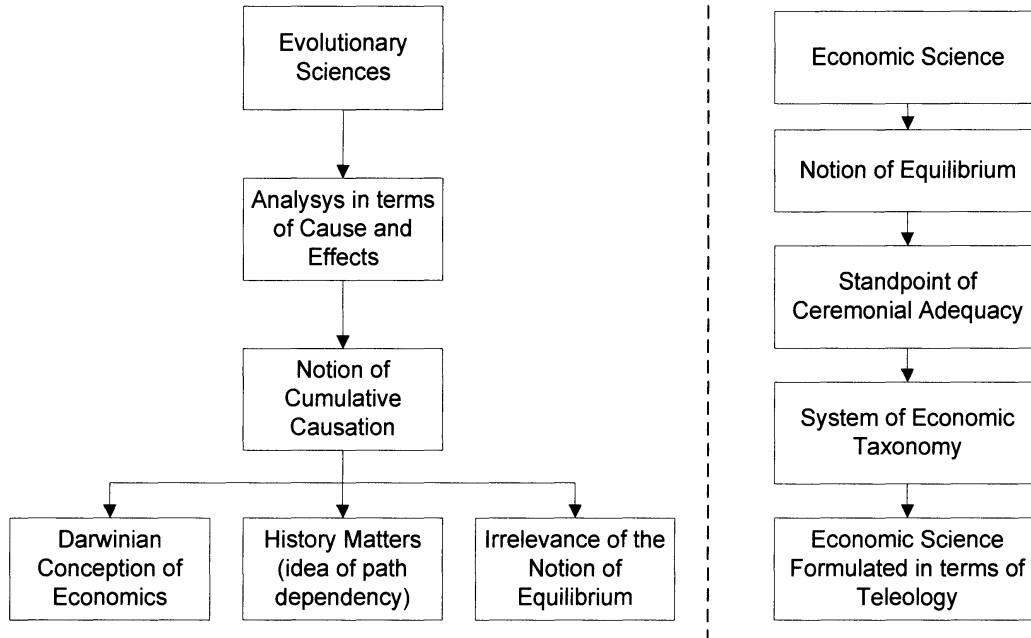 Evolutionary
Sciences
Analysys in terms
of Cause and
Effects
Notion of
Cumulative
Causation
Darwinian
Conception of
Economics
History Matters
(idea of path
dependency)
Irrelevance of the
Notion of
Equilibrium
Economic Science
Notion of Equilibrium
Standpoint of
Ceremonial Adequacy
System of Economic
Taxonomy
Economic Science
Formulated in terms of
Teleology